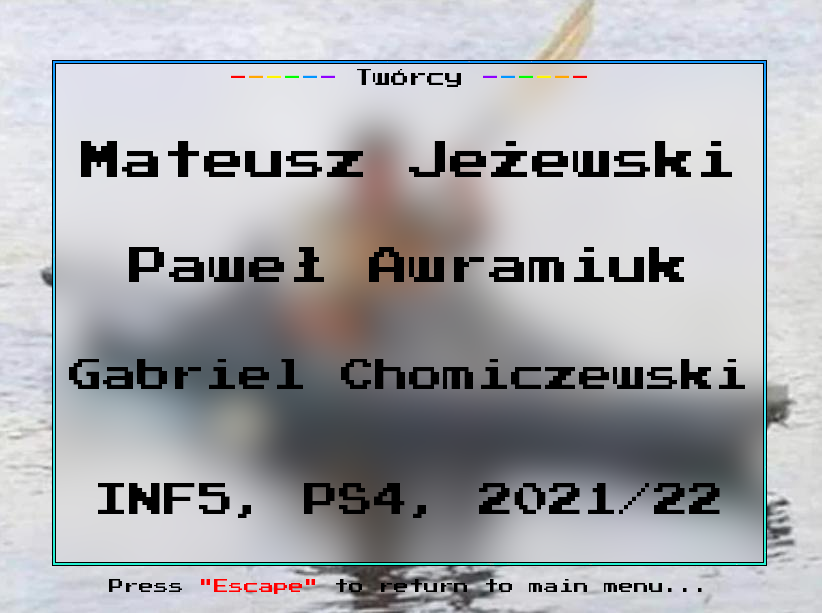 ------ Twórcy ------
Mateusz Jeżewski
Paweł Awramiuk
Gabriel Chomiczewski
INF5, PS4, 2021/22
Press "Escape" to return to main menu...